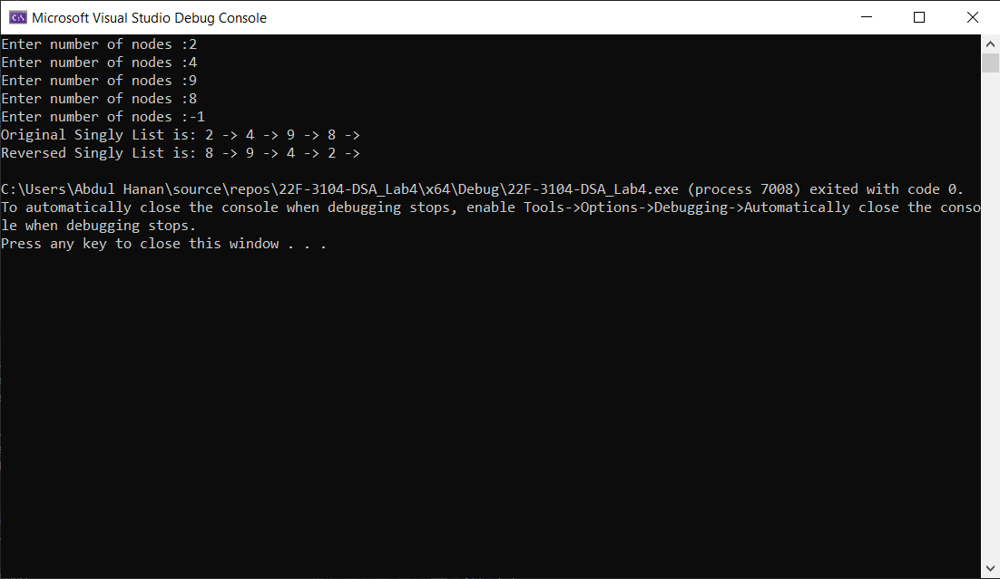 Microsoft Visual Studio Debug Console
Enter number of nodes :2
Enter number of nodes :4
Enter number of nodes :9
Enter number of nodes :8
Enter number of nodes :-1
Original Singly List is: 2 -> 4 -> 9 -> 8 ->
Reversed Singly List is: 8 -> 9 -> 4 -> 2 ->
C:\Users\Abdul Hanan\source\repos\22F-3104-DSA_Lab4\x64\Debug\22F-3104-DSA_Lab4.exe (process 7008) exited with code 0.
To automatically close the console when debugging stops, enable Tools->Options->Debugging->Automatically close the conso
le when debugging stops.
Press any key to close this window . . .